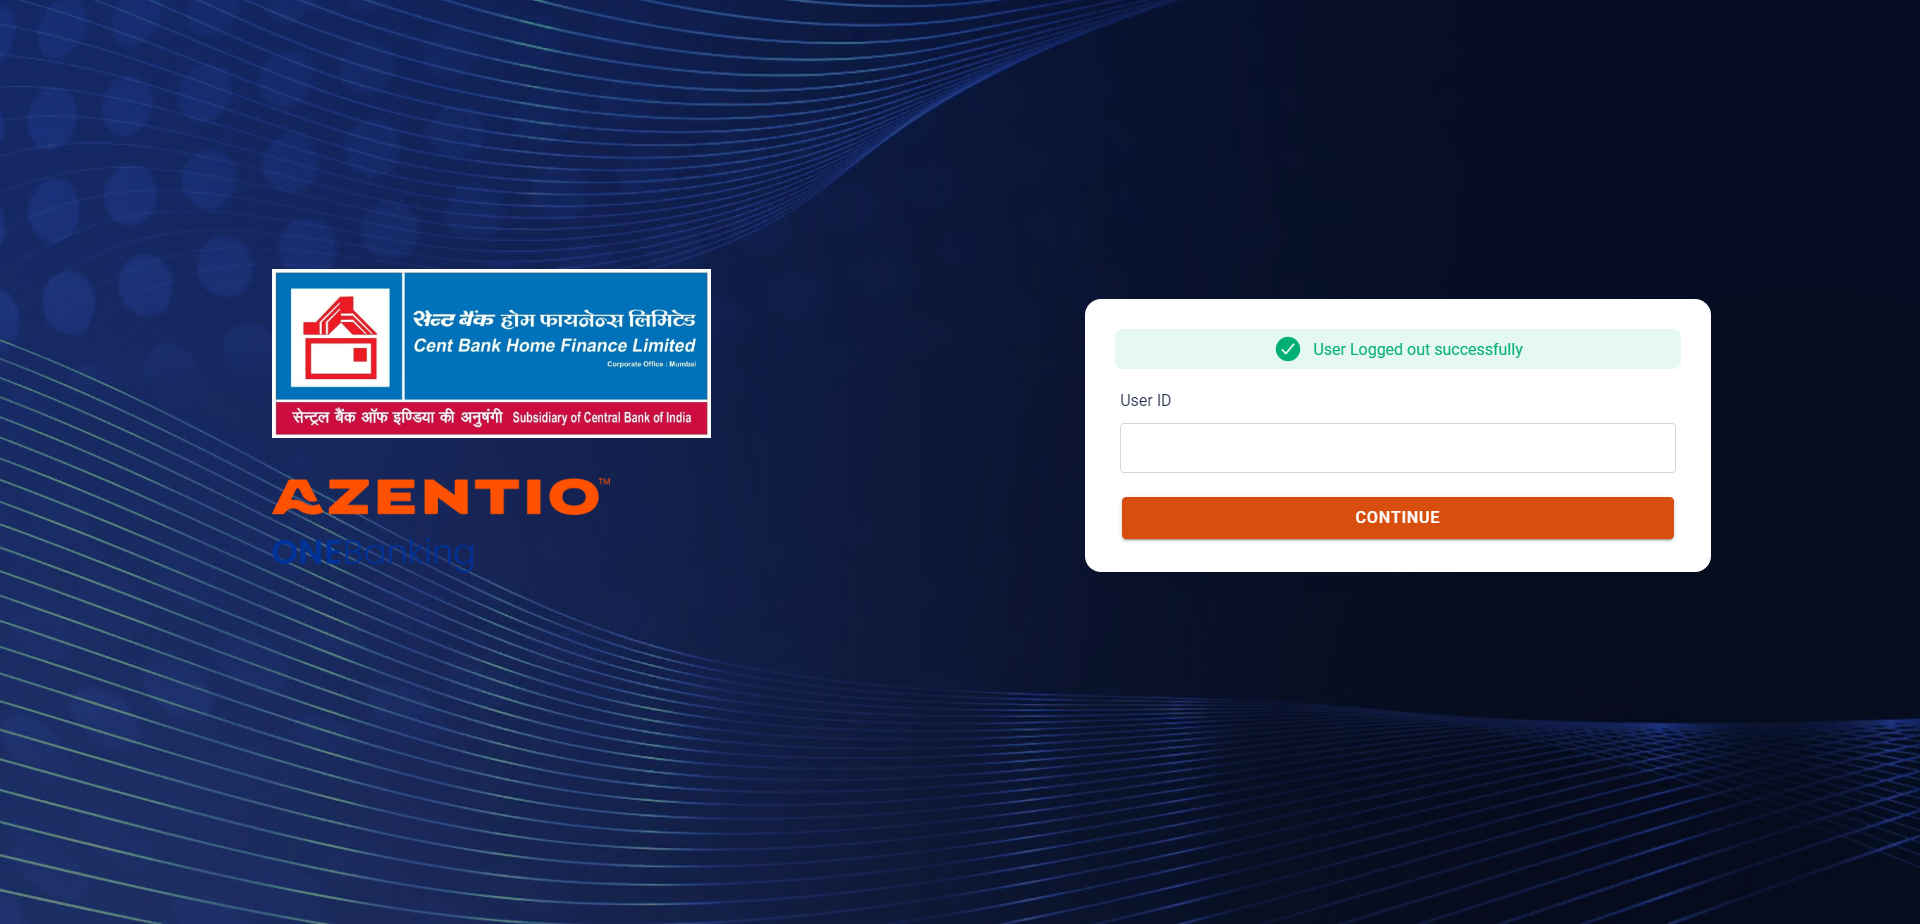 सेन्ट बैंक होम फायनेन्स लिमिटेड
Cent Bank Home Finance Limited
Corporate Office : Mumbai
सेन्ट्रल बैंक ऑफ इण्डिया की अनुषंगी Subsidiary of Central Bank of India
AZENTIO™
ONEBanking
User Logged out successfully
User ID
CONTINUE